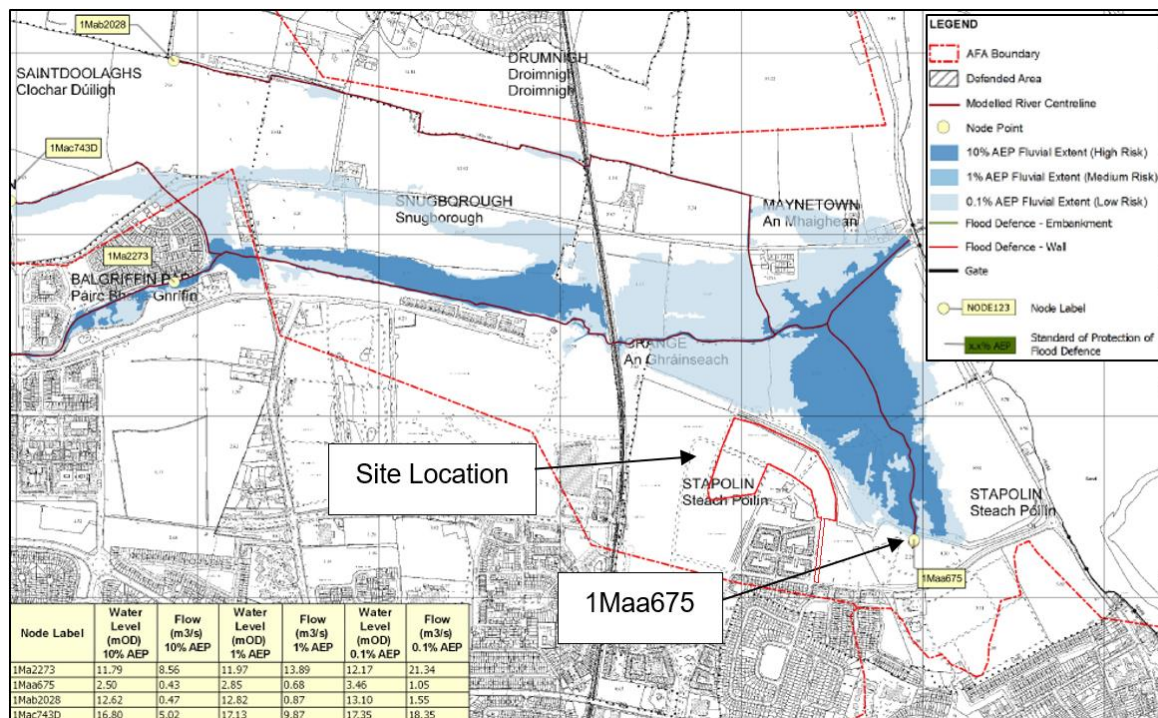 1Mab2028
SAINTDOOLAGHS
Clochar Dúiligh
DRUMNIGH
Droimnigh
Droimnigh
1Mac743D
SNUGBOROUGH
Snugborough
MAYNETOWN
An Mhaighean
1Ma2273
BALGRIFFIN
GRANGE
An Ghráinseach
Site Location
STAPOLIN
Steach Póilín
STAPOLIN
Steach Póilín
1Maa675
1Maa675
LEGEND
AFA Boundary
Defended Area
Modelled River Centreline
Node Point
10% AEP Fluvial Extent (High Risk)
1% AEP Fluvial Extent (Medium Risk)
0.1% AEP Fluvial Extent (Low Risk)
Flood Defence - Embankment
Flood Defence - Wall
Gate
NODE123 Node Label
x.x% AEP Standard of Protection of
Flood Defence
Node Label Water Level (mOD) 10% AEP Flow (m3/s) 10% AEP Water Level (mOD) 1% AEP Flow (m3/s) 1% AEP Water Level (mOD) 0.1% AEP Flow (m3/s) 0.1% AEP
1Ma2273 11.79 8.56 11.97 13.89 12.17 21.34
1Maa675 2.50 0.43 2.85 0.68 3.46 1.05
1Mab2028 12.62 0.47 12.82 0.87 13.10 1.55
1Mac743D 16.80 5.02 17.13 9.87 17.35 18.35